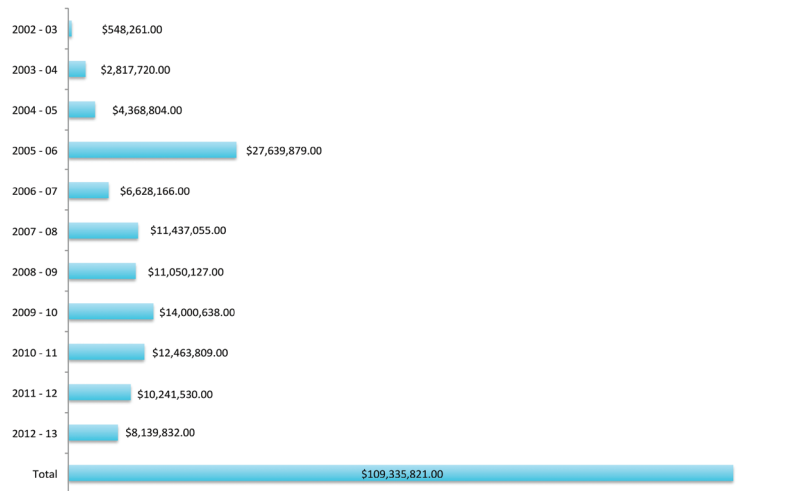 2002 - 03 $548,261.00
2003 - 04 $2,817,720.00
2004 - 05 $4,368,804.00
2005 - 06 $27,639,879.00
2006 - 07 $6,628,166.00
2007 - 08 $11,437,055.00
2008 - 09 $11,050,127.00
2009 - 10 $14,000,638.00
2010 - 11 $12,463,809.00
2011 - 12 $10,241,530.00
2012 - 13 $8,139,832.00
Total $109,335,821.00